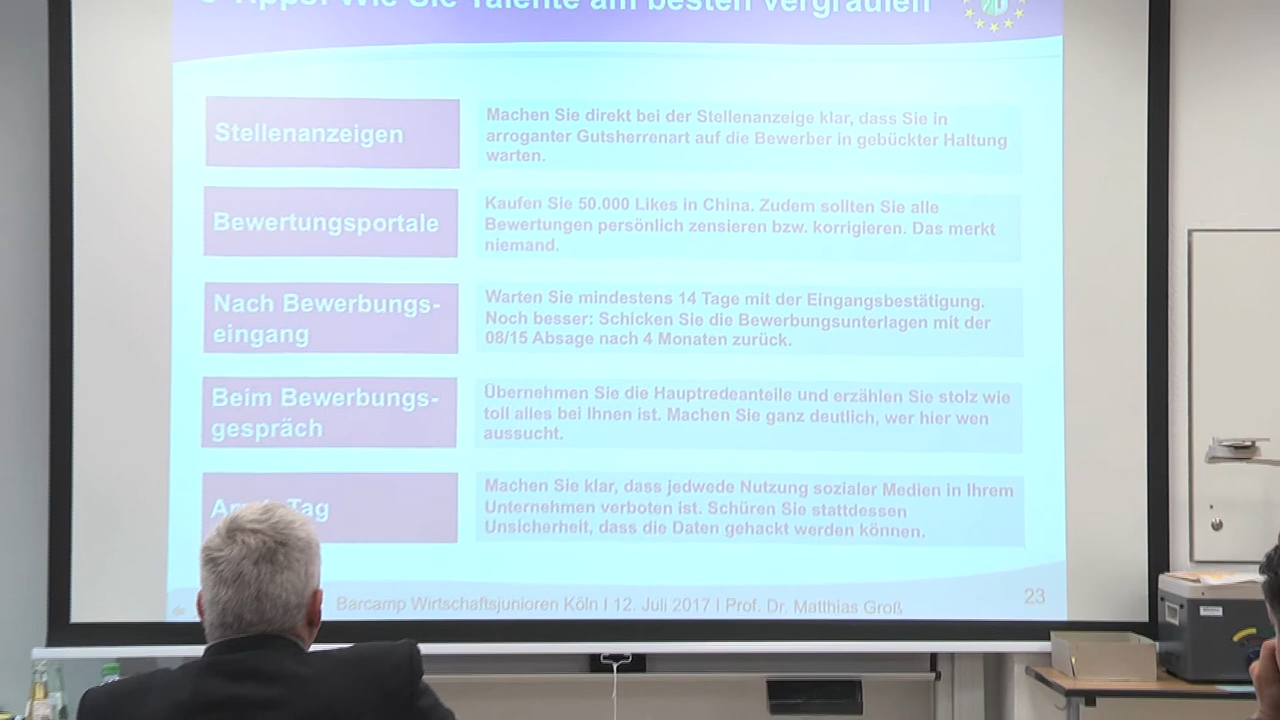 Wie Sie Talente am besten vergraulen
Stellenanzeigen
Machen Sie direkt bei der Stellenanzeige klar, dass Sie in
arroganter Gutsherrenart auf die Bewerber in gebückter Haltung
warten.
Bewertungsportale
Kaufen Sie 50.000 Likes in China. Zudem sollten Sie alle
Bewertungen persönlich zensieren bzw. korrigieren. Das merkt
niemand.
Nach Bewerbungs-
eingang
Warten Sie mindestens 14 Tage mit der Eingangsbestätigung.
Noch besser: Schicken Sie die Bewerbungsunterlagen mit der
08/15 Absage nach 4 Monaten zurück.
Beim Bewerbungs-
gespräch
Übernehmen Sie die Hauptredeanteile und erzählen Sie stolz wie
toll alles bei Ihnen ist. Machen Sie ganz deutlich, wer hier wen
aussucht.
Tag
Machen Sie klar, dass jedwede Nutzung sozialer Medien in Ihrem
Unternehmen verboten ist. Schüren Sie stattdessen
Unsicherheit, dass die Daten gehackt werden können.
Barcamp Wirtschaftsjunioren Köln I 12. Juli 2017 I Prof. Dr. Matthias Groß
23